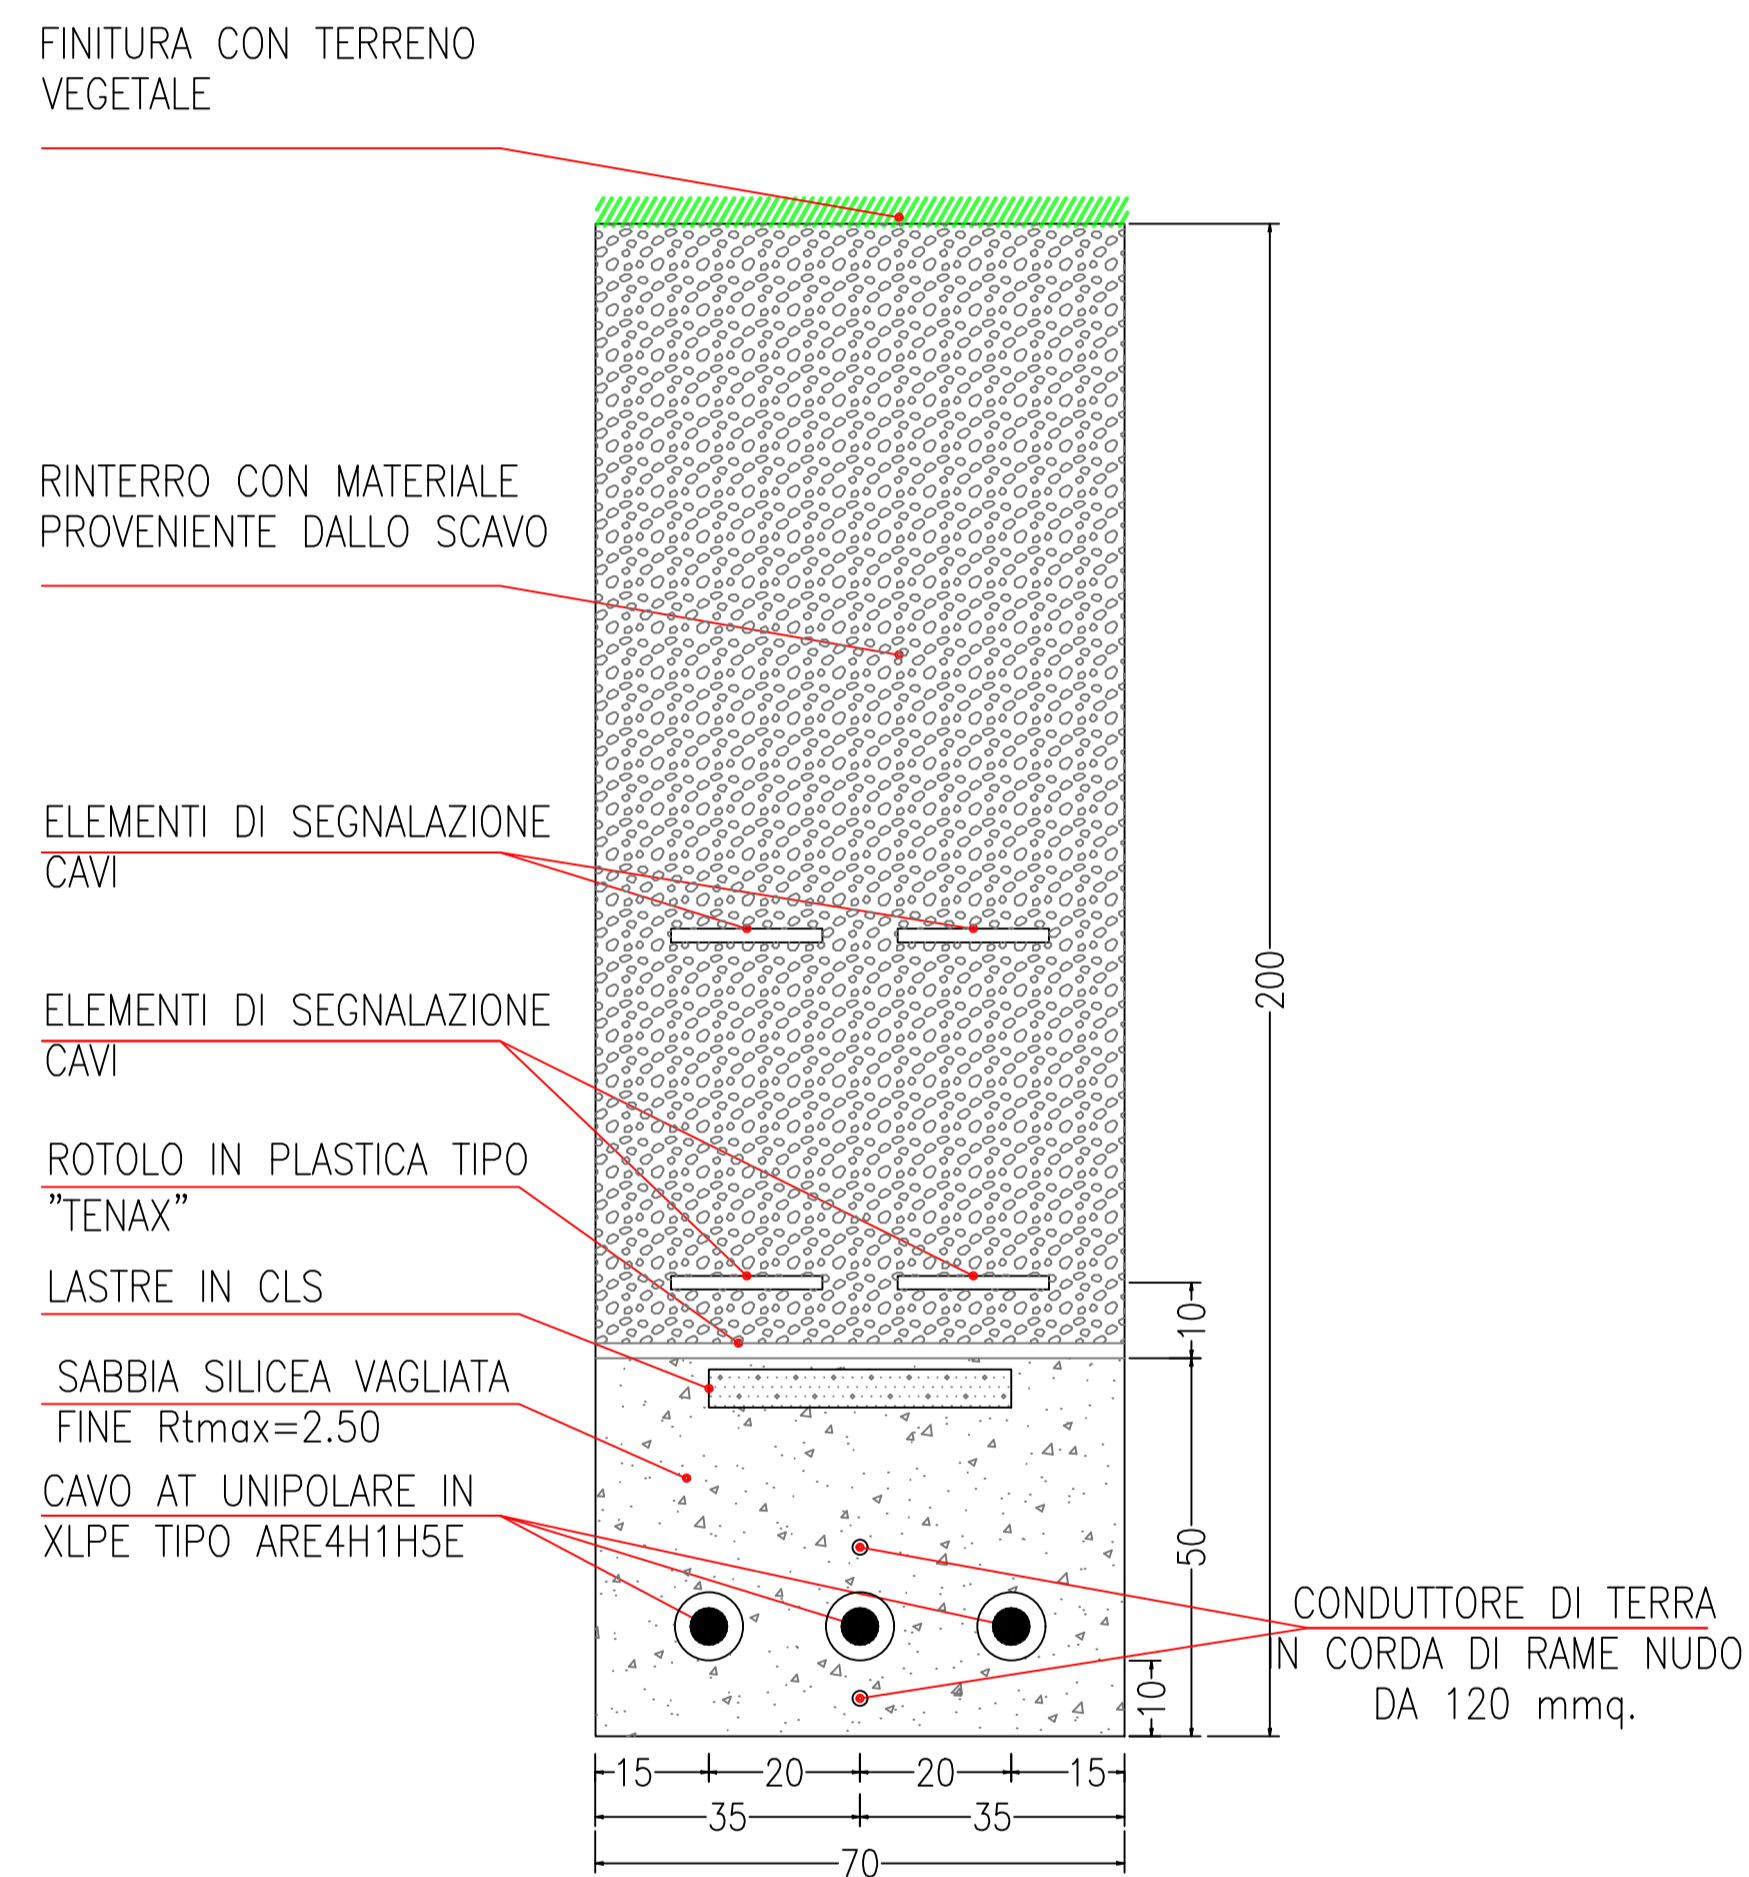 FINITURA CON TERRENO
VEGETALE
RINTERRO CON MATERIALE
PROVENIENTE DALLO SCAVO
ELEMENTI DI SEGNALAZIONE
CAVI
200
ELEMENTI DI SEGNALAZIONE
CAVI
ROTOLO IN PLASTICA TIPO
"TENAX"
LASTRE IN CLS
10
SABBIA SILICEA VAGLIATA
FINE Rtmax=2.50
CAVO AT UNIPOLARE IN
XLPE TIPO ARE4H1H5E
50
CONDUTTORE DI TERRA
IN CORDA DI RAME NUDO
DA 120 mmq.
10
15 20 20 15
35 35
70